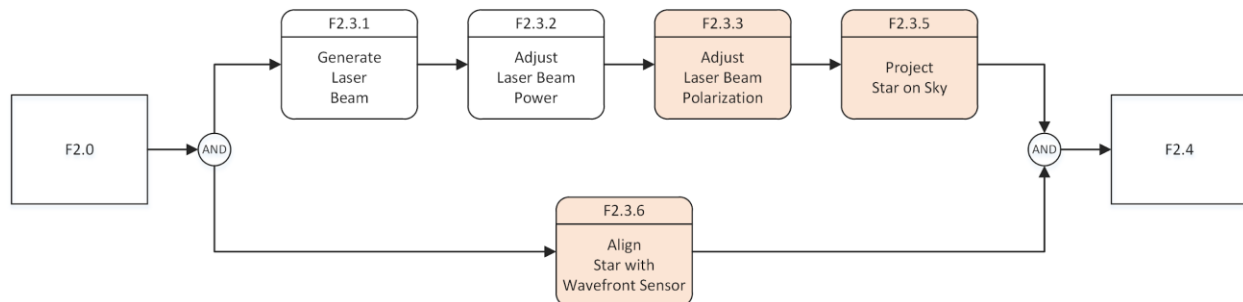 F2.3.1
Generate
Laser
Beam
F2.3.2
Adjust
Laser Beam
Power
F2.3.3
Adjust
Laser Beam
Polarization
F2.3.5
Project
Star on Sky
F2.0
AND
AND
F2.4
F2.3.6
Align
Star with
Wavefront Sensor